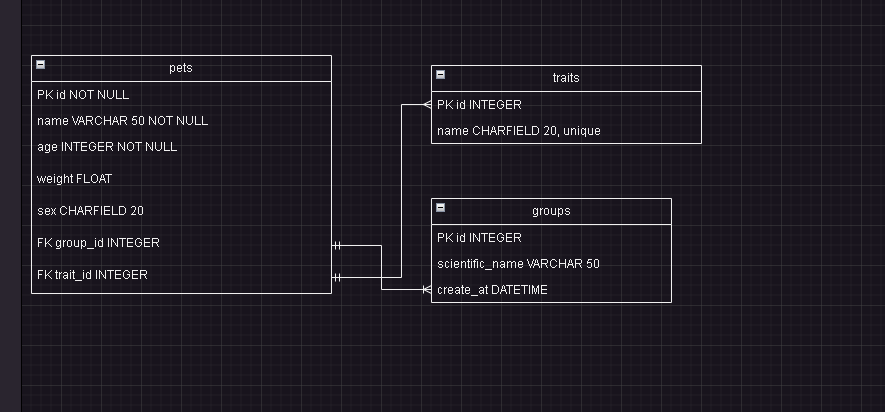 pets
PK id NOT NULL
name VARCHAR 50 NOT NULL
age INTEGER NOT NULL
weight FLOAT
sex CHARFIELD 20
FK group_id INTEGER
FK trait_id INTEGER
traits
PK id INTEGER
name CHARFIELD 20, unique
groups
PK id INTEGER
scientific_name VARCHAR 50
create_at DATETIME